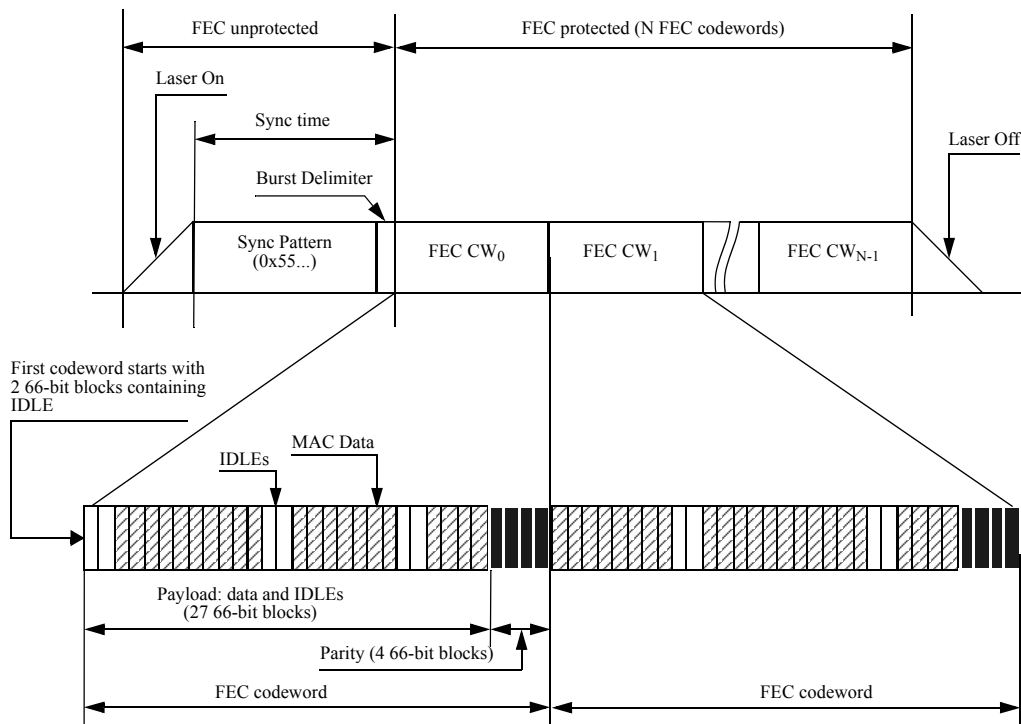 FEC unprotected
FEC protected (N FEC codewords)
Laser On
Sync time
Laser Off
Burst Delimiter
Sync Pattern
(0x55...)
FEC CW0
FEC CW1
FEC CWN-1
First codeword starts with
2 66-bit blocks containing
IDLE
MAC Data
IDLEs
Payload: data and IDLEs
(27 66-bit blocks)
Parity (4 66-bit blocks)
FEC codeword
FEC codeword